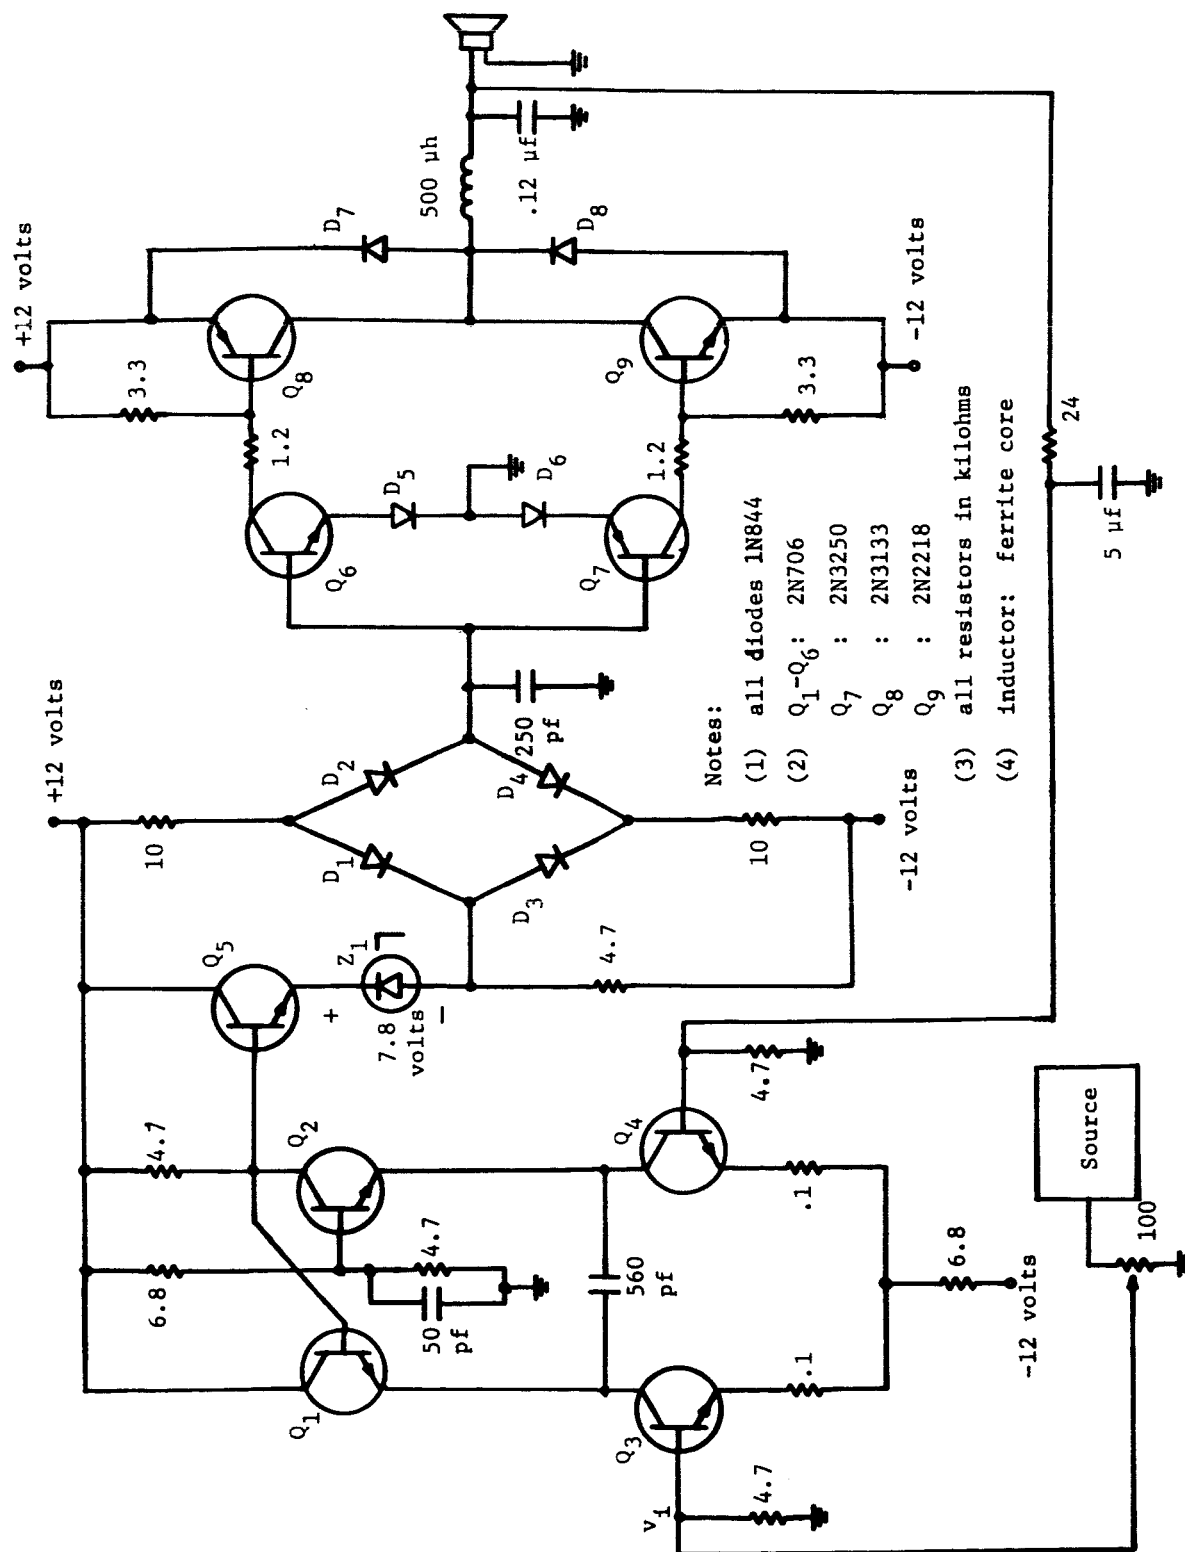 +12 volts
+12 volts
D7
500 μh
.12 μf
Q8
3.3
1.2
D5
D6
Q6
Q7
1.2
Q9
3.3
D8
-12 volts
10
D2
D1
D4
D3
250
pf
10
-12 volts
Q5
Z1
+
7.8
volts
-
4.7
4.7
Q2
6.8
4.7
50
pf
Q1
560
pf
Q4
4.7
Q3
.1
.1
6.8
-12 volts
vi
4.7
Source
100
24
5 μf
Notes:
(1) all diodes 1N844
(2) Q1-Q6: 2N706
Q7 : 2N3250
Q8 : 2N3133
Q9 : 2N2218
(3) all resistors in kilohms
(4) inductor: ferrite core